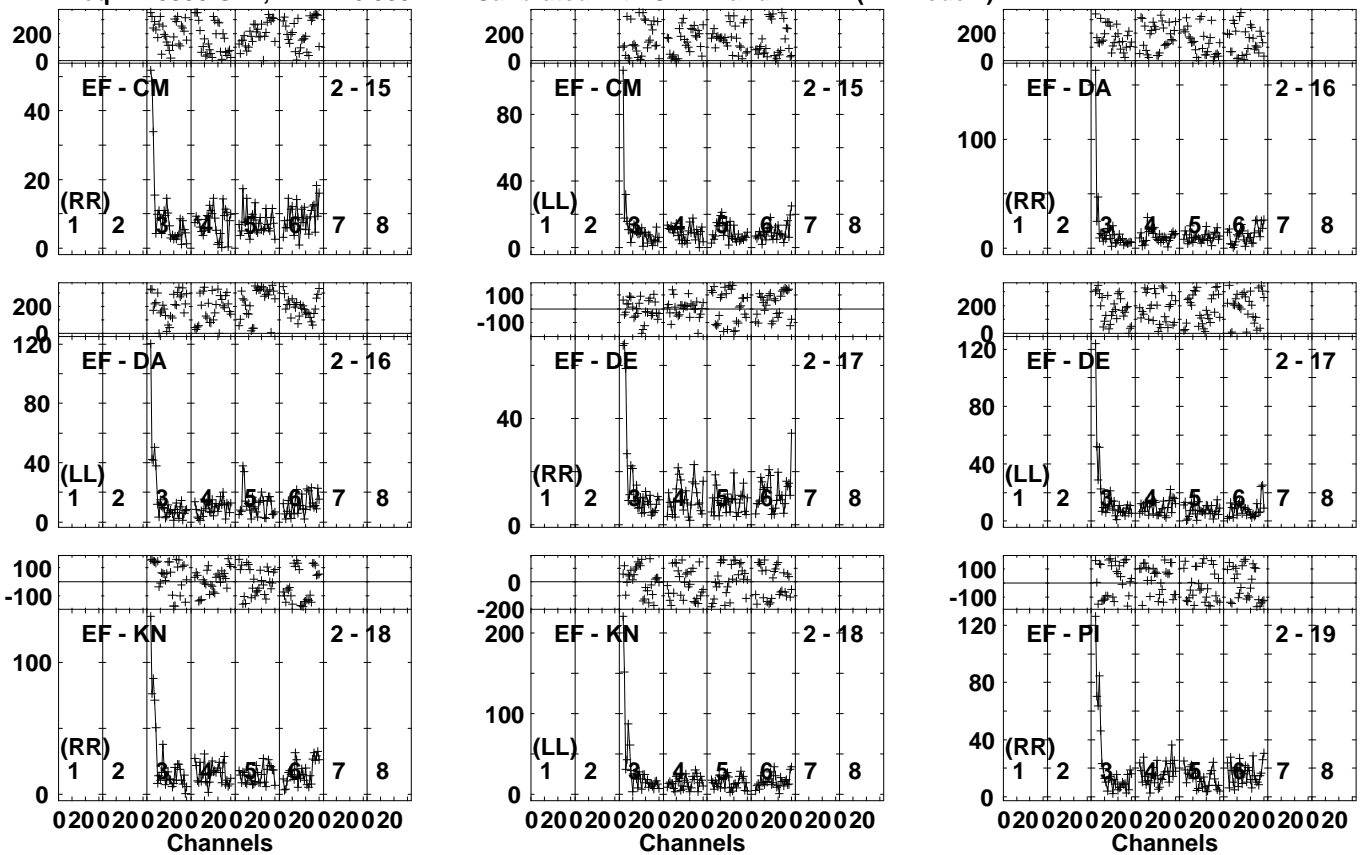 200 200 200
0 0 0
EF - CM 2 - 15 EF - CM 2 - 15 EF - DA 2 - 16
40 80 100
20 40
(RR) (LL) (RR)
1 2 3 4 5 6 7 8 1 2 3 4 5 6 7 8 1 2 3 4 5 6 7 8
0 0 0
200 100 200
0 -100 0
120 120
EF - DA 2 - 16 EF - DE 2 - 17 EF - DE 2 - 17
80 40 80
40 40
(LL) (RR) (LL)
1 2 3 4 5 6 7 8 1 2 3 4 5 6 7 8 1 2 3 4 5 6 7 8
0 0 0
100 0 100
-100 -200 -100
EF - KN 2 - 18 EF - KN 2 - 18 EF - PI 2 - 19
200 120
100 100 80
40
(RR) (LL) (RR)
1 2 3 4 5 6 7 8 1 2 3 4 5 6 7 8 1 2 3 4 5 6 7 8
0 0 0
020020020020020020020020 020020020020020020020020 020020020020020020020020
Channels Channels Channels